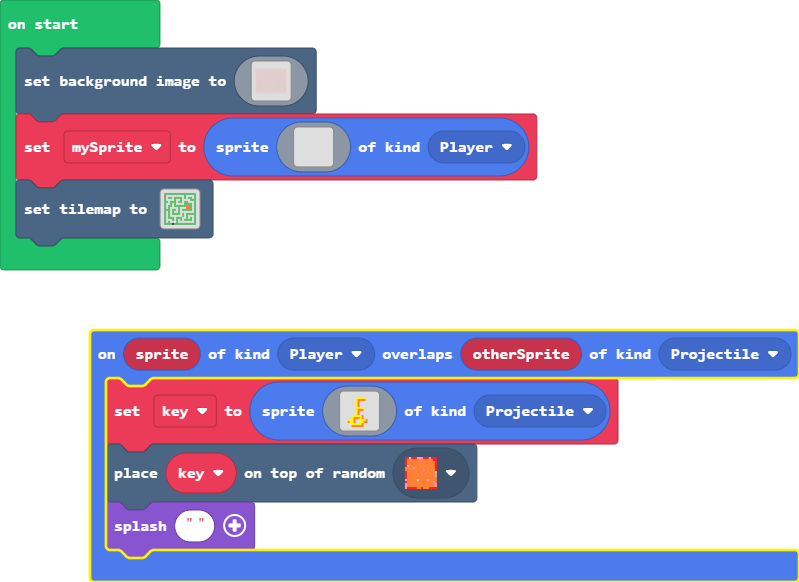 on start
set background image to
set mySprite to sprite of kind Player
set tilemap to
on sprite of kind Player overlaps otherSprite of kind Projectile
set key to sprite of kind Projectile
place key on top of random
splash " "